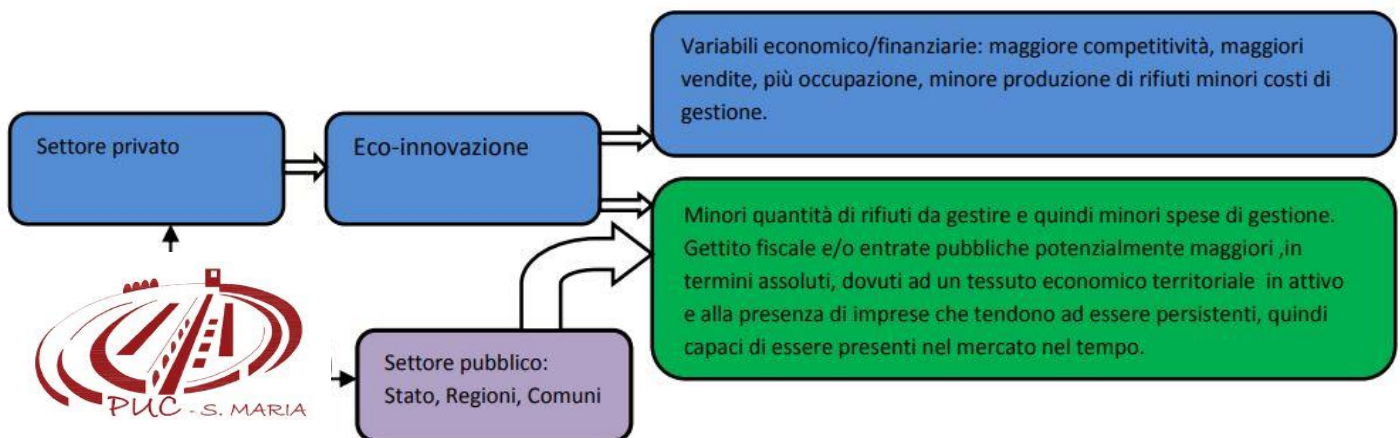 Variabili economico/finanziarie: maggiore competitività, maggiori
vendite, più occupazione, minore produzione di rifiuti minori costi di
gestione.
Settore privato
Eco-innovazione
Minori quantità di rifiuti da gestire e quindi minori spese di gestione.
Gettito fiscale e/o entrate pubbliche potenzialmente maggiori ,in
termini assoluti, dovuti ad un tessuto economico territoriale in attivo
e alla presenza di imprese che tendono ad essere persistenti, quindi
capaci di essere presenti nel mercato nel tempo.
PUC - S. MARIA
Settore pubblico:
Stato, Regioni, Comuni